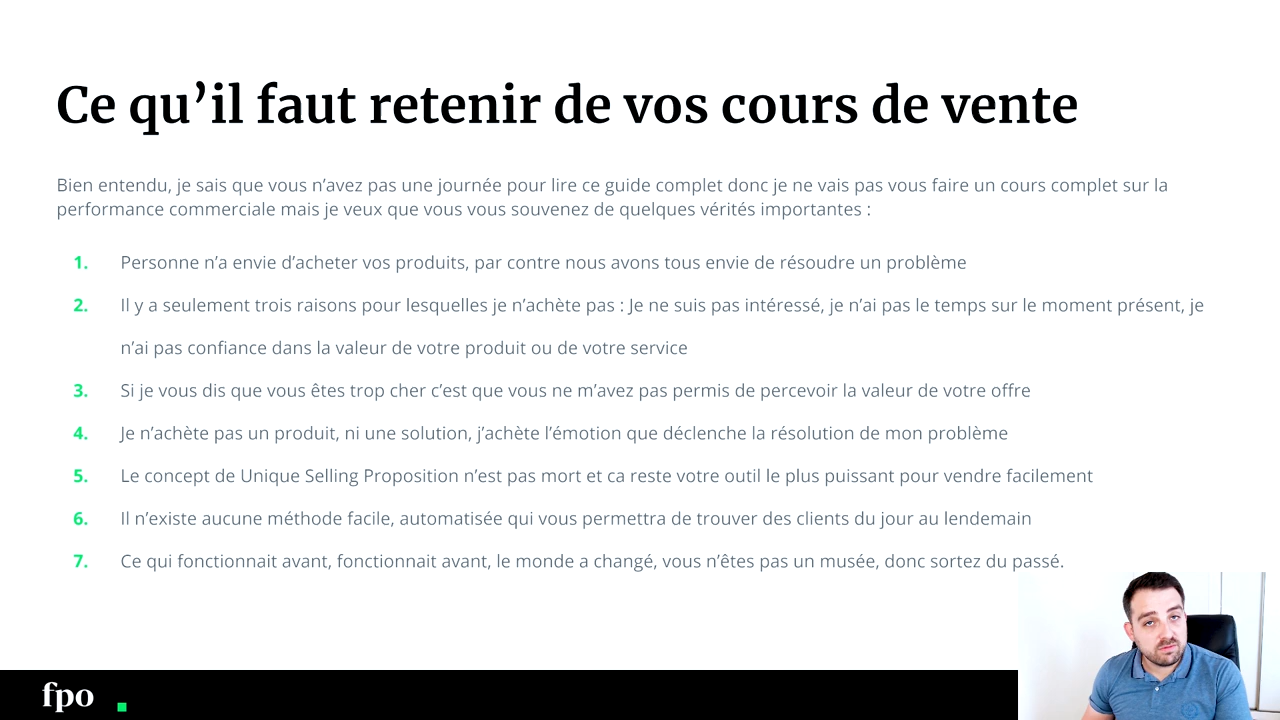 Ce qu’il faut retenir de vos cours de vente
Bien entendu, je sais que vous n’avez pas une journée pour lire ce guide complet donc je ne vais pas vous faire un cours complet sur la
performance commerciale mais je veux que vous vous souvenez de quelques vérités importantes :
1. Personne n’a envie d’acheter vos produits, par contre nous avons tous envie de résoudre un problème
2. Il y a seulement trois raisons pour lesquelles je n’achète pas : Je ne suis pas intéressé, je n’ai pas le temps sur le moment présent, je
n’ai pas confiance dans la valeur de votre produit ou de votre service
3. Si je vous dis que vous êtes trop cher c’est que vous ne m’avez pas permis de percevoir la valeur de votre offre
4. Je n’achète pas un produit, ni une solution, j’achète l’émotion que déclenche la résolution de mon problème
5. Le concept de Unique Selling Proposition n’est pas mort et ca reste votre outil le plus puissant pour vendre facilement
6. Il n’existe aucune méthode facile, automatisée qui vous permettra de trouver des clients du jour au lendemain
7. Ce qui fonctionnait avant, fonctionnait avant, le monde a changé, vous n’êtes pas un musée, donc sortez du passé.
fpo